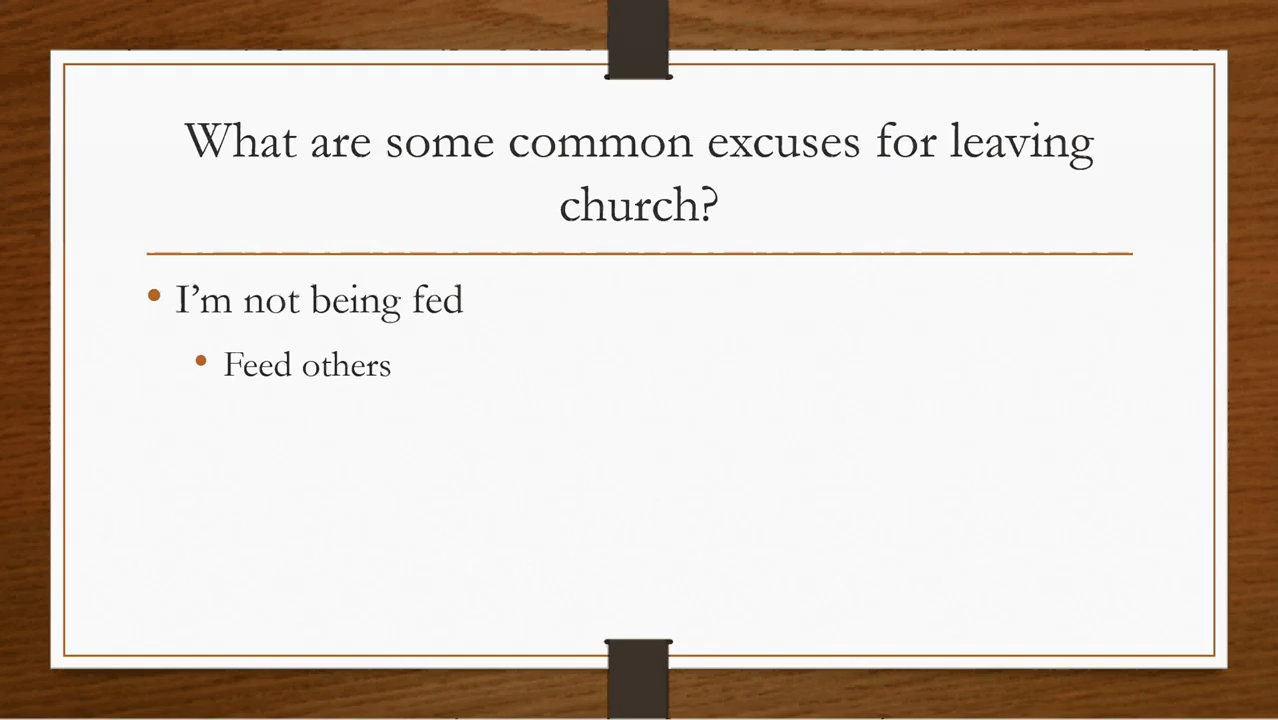 What are some common excuses for leaving
church?
• I’m not being fed
• Feed others